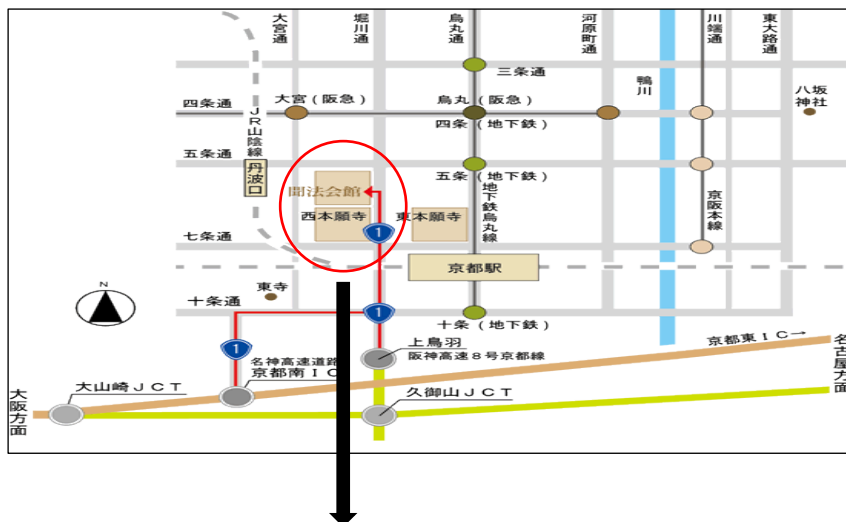 大宮通
堀川通
烏丸通
河原町通
川端通
東大路通
三条通
鴨川
八坂
神社
四条通
大宮(阪急)
烏丸(阪急)
四条(地下鉄)
JR山陰線
丹波口
五条通
五条(地下鉄)
地下鉄烏丸線
京阪本線
聞法会館
西本願寺
東本願寺
1
七条通
京都駅
N
東寺
十条通
1
十条(地下鉄)
1
上鳥羽
阪神高速8号京都線
京都東IC→
名古屋方面
名神高速道路
京都南IC
大山崎JCT
久御山JCT
大阪方面